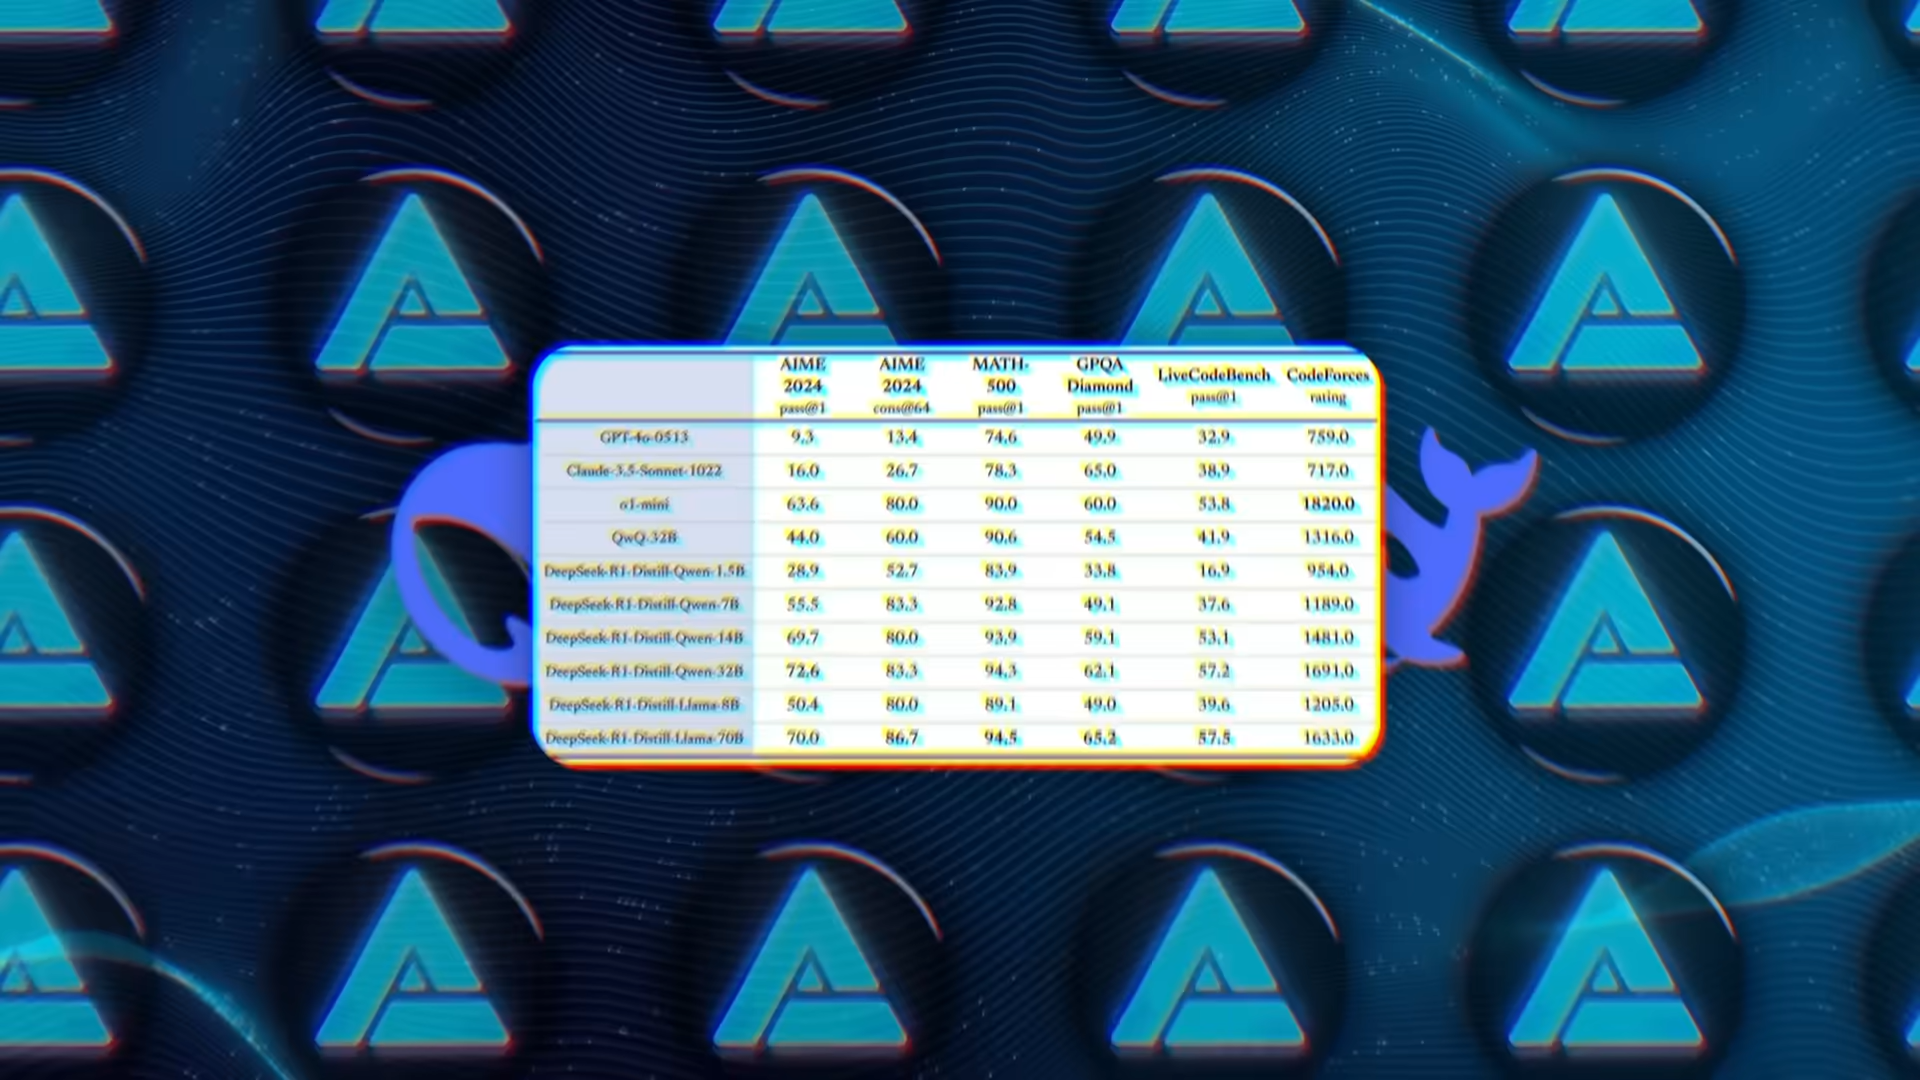 AIME 2024 pass@1 AIME 2024 cons@64 MATH-500 pass@1 GPQA Diamond pass@1 LiveCodeBench pass@1 CodeForces rating
GPT-4o-0513 9.3 13.4 74.6 49.9 32.9 759.0
Claude-3.5-Sonnet-1022 16.0 26.7 78.3 65.0 38.9 717.0
o1-mini 63.6 80.0 90.0 60.0 53.8 1820.0
QwQ-32B 44.0 60.0 90.6 54.5 41.9 1316.0
DeepSeek-R1-Distill-Qwen-1.5B 28.9 52.7 83.9 33.8 16.9 954.0
DeepSeek-R1-Distill-Qwen-7B 55.5 83.3 92.8 49.1 37.6 1189.0
DeepSeek-R1-Distill-Qwen-14B 69.7 80.0 93.9 59.1 53.1 1481.0
DeepSeek-R1-Distill-Qwen-32B 72.6 83.3 94.3 62.1 57.2 1691.0
DeepSeek-R1-Distill-Llama-8B 50.4 80.0 89.1 49.0 39.6 1205.0
DeepSeek-R1-Distill-Llama-70B 70.0 86.7 94.5 65.2 57.5 1633.0